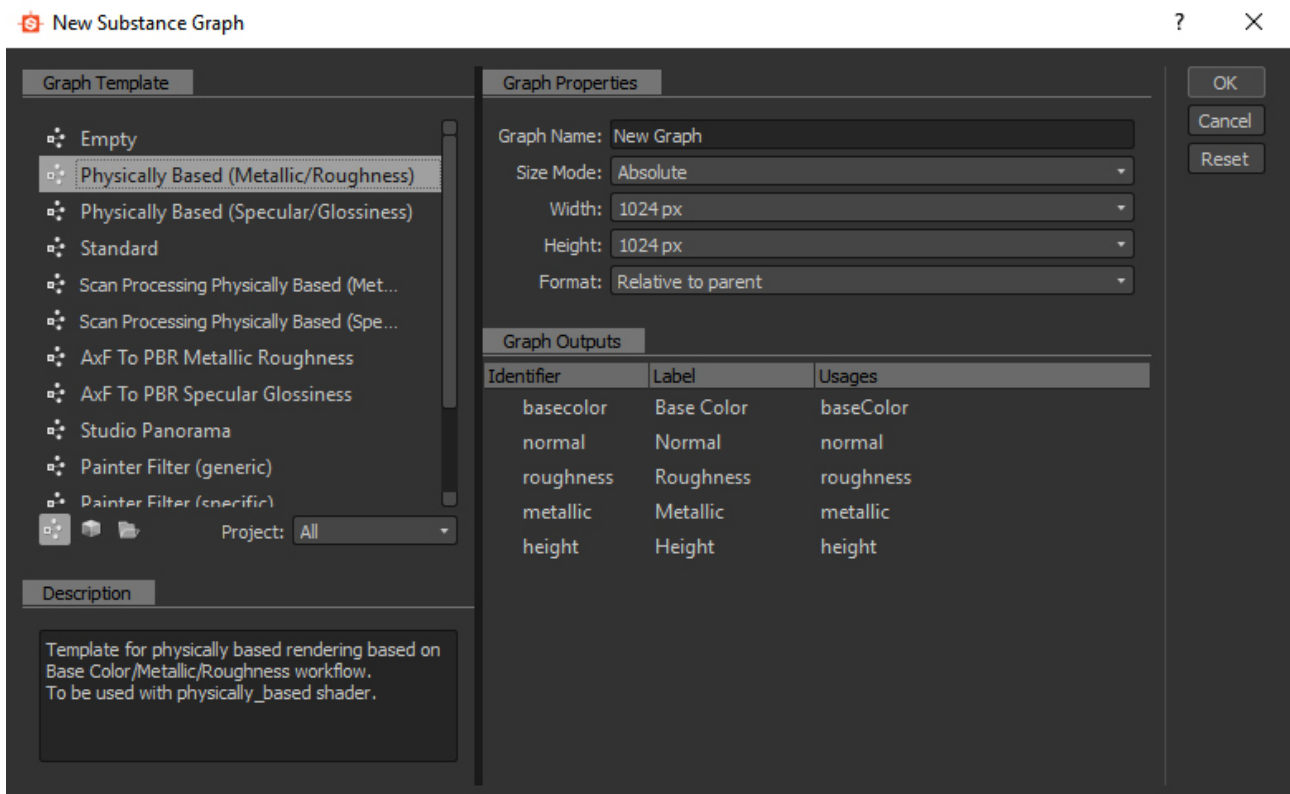 New Substance Graph
Graph Template
Empty
Physically Based (Metallic/Roughness)
Physically Based (Specular/Glossiness)
Standard
Scan Processing Physically Based (Met...
Scan Processing Physically Based (Spe...
AxF To PBR Metallic Roughness
AxF To PBR Specular Glossiness
Studio Panorama
Painter Filter (generic)
Painter Filter (specific)
Project: All
Description
Template for physically based rendering based on
Base Color/Metallic/Roughness workflow.
To be used with physically_based shader.
Graph Properties
Graph Name: New Graph
Size Mode: Absolute
Width: 1024 px
Height: 1024 px
Format: Relative to parent
Graph Outputs
Identifier Label Usages
basecolor Base Color baseColor
normal Normal normal
roughness Roughness roughness
metallic Metallic metallic
height Height height
OK
Cancel
Reset